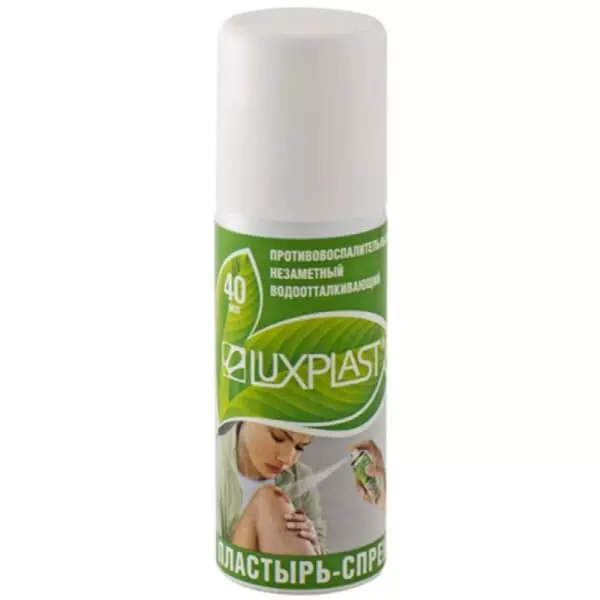 ПРОТИВОВОСПАЛИТЕЛЬН
НЕЗАМЕТНЫЙ
ВОДООТТАЛКИВАЮЩИЙ
40
МЛ
LUXPLAST
ПЛАСТЫРЬ-СПРЕ